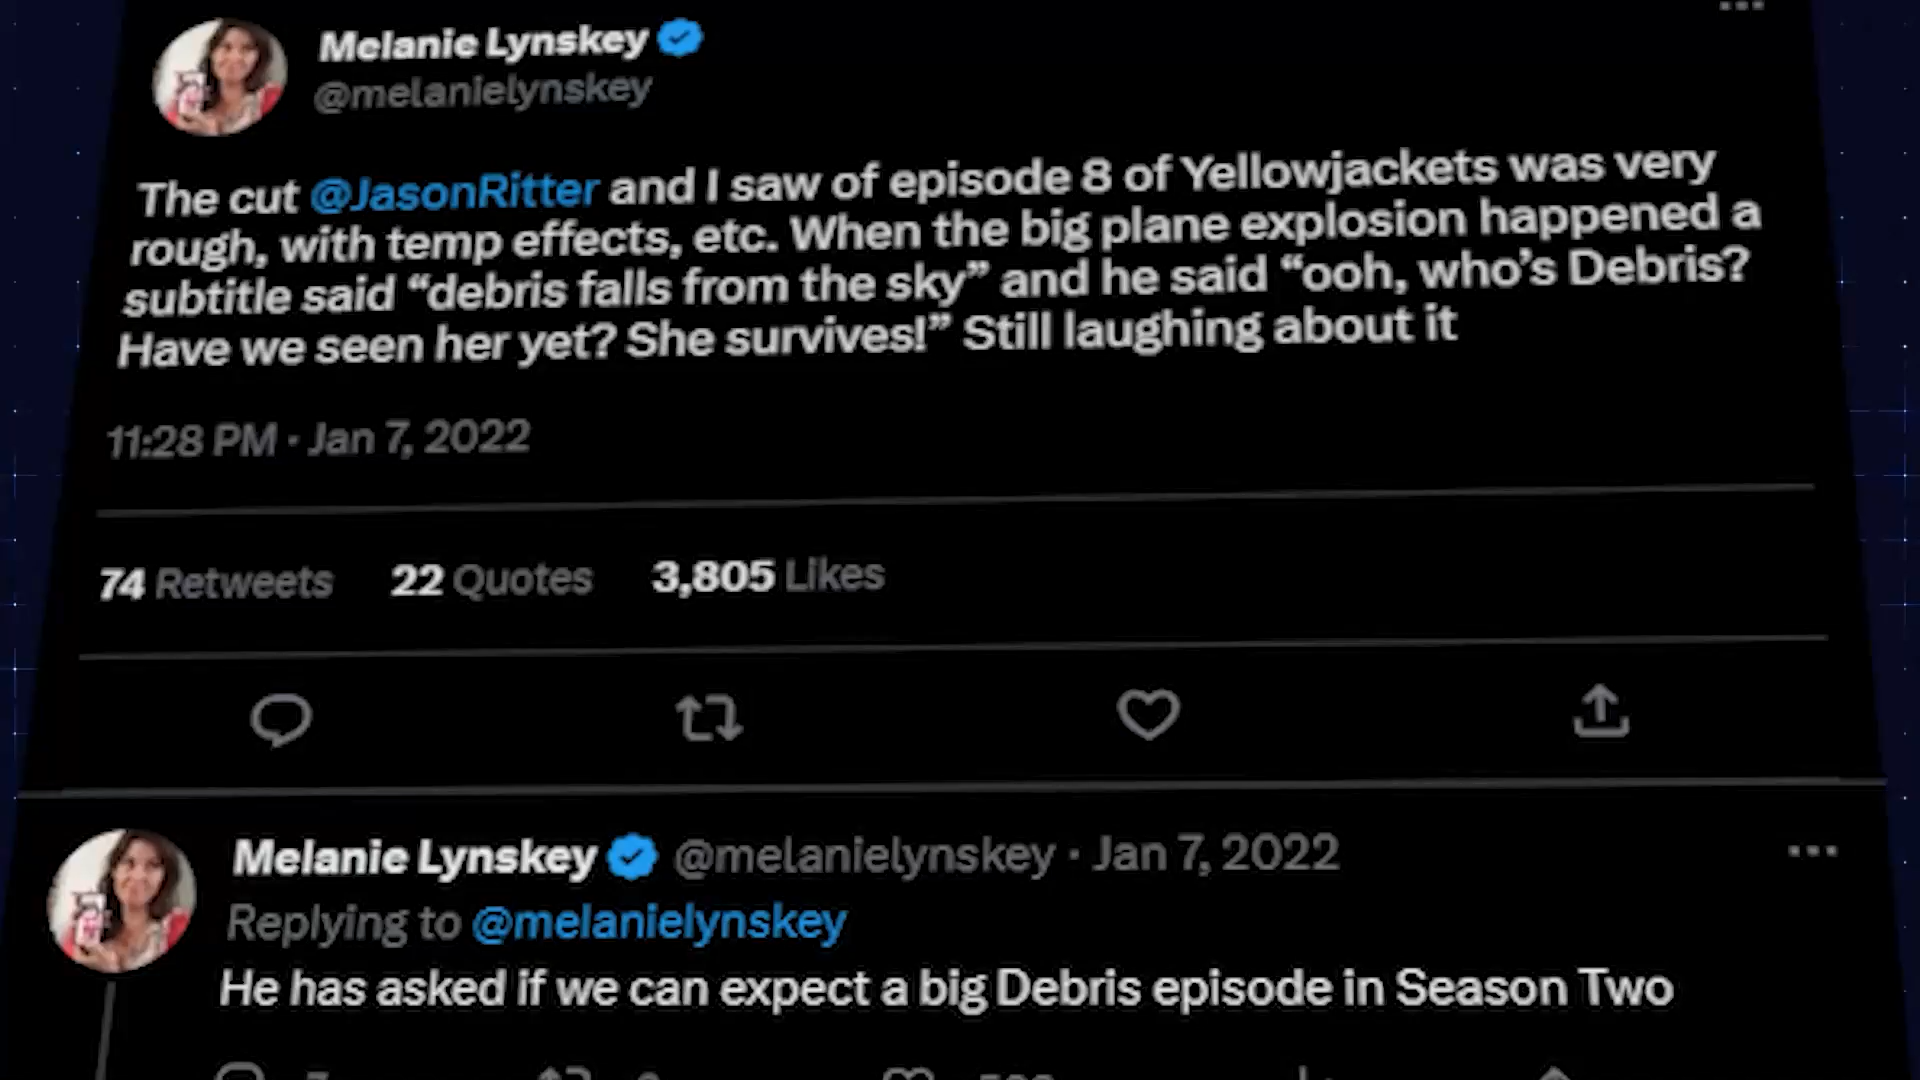 Melanie Lynskey
@melanielynskey
The cut @JasonRitter and I saw of episode 8 of Yellowjackets was very
rough, with temp effects, etc. When the big plane explosion happened a
subtitle said “debris falls from the sky” and he said “ooh, who’s Debris?
Have we seen her yet? She survives!” Still laughing about it
11:28 PM · Jan 7, 2022
74 Retweets 22 Quotes 3,805 Likes
Melanie Lynskey @melanielynskey · Jan 7, 2022
Replying to @melanielynskey
He has asked if we can expect a big Debris episode in Season Two